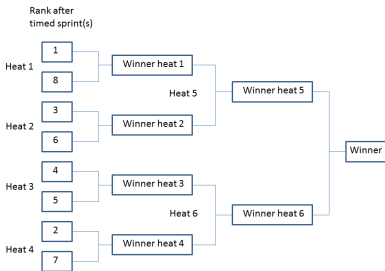 Rank after
timed sprint(s)
1
Heat 1
Winner heat 1
8
Heat 5
Winner heat 5
3
Heat 2
Winner heat 2
6
Winner
4
Heat 3
Winner heat 3
5
Heat 6
Winner heat 6
2
Heat 4
Winner heat 4
7